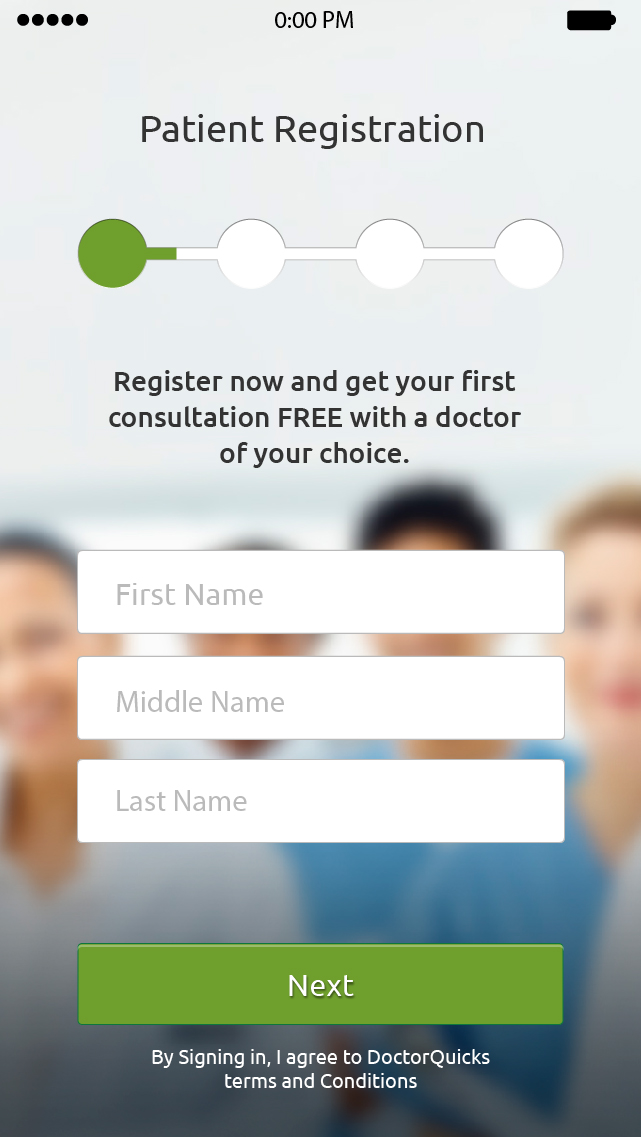 0:00 PM
Patient Registration
Register now and get your first
consultation FREE with a doctor
of your choice.
First Name
Middle Name
Last Name
Next
By Signing in, I agree to DoctorQuicks
terms and Conditions